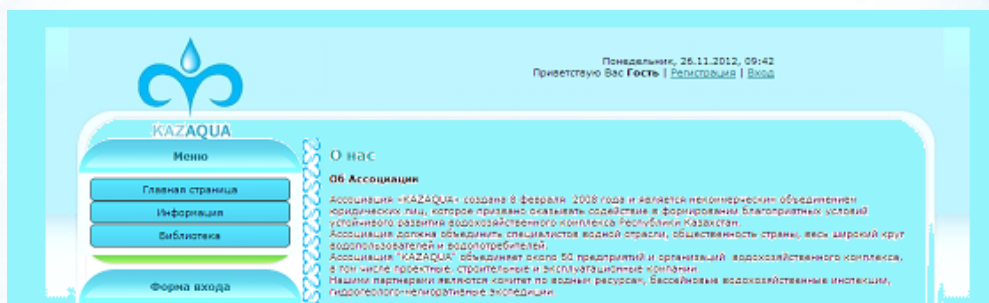 Понедельник, 26.11.2012, 09:42
Приветствую Вас Гость | Регистрация | Вход
KAZAQUA
Меню
Главная страница
Информация
Библиотека
Форма входа
О нас
Об Ассоциации
Ассоциация «KAZAQUA» создана 8 февраля 2008 года и является некоммерческим объединением
юридических лиц, которое призвано оказывать содействие в формировании благоприятных условий
устойчивого развития водохозяйственного комплекса Республики Казахстан.
Ассоциация должна объединить специалистов водной отрасли, общественность страны, весь широкий круг
водопользователей и водопотребителей.
Ассоциация "KAZAQUA" объединяет около 50 предприятий и организаций водохозяйственного комплекса,
в том числе проектные, строительные и эксплуатационные компании
Нашими партнерами являются комитет по водным ресурсам, бассейновые водохозяйственные инспекции,
гидрогеолого-мелиоративные экспедиции